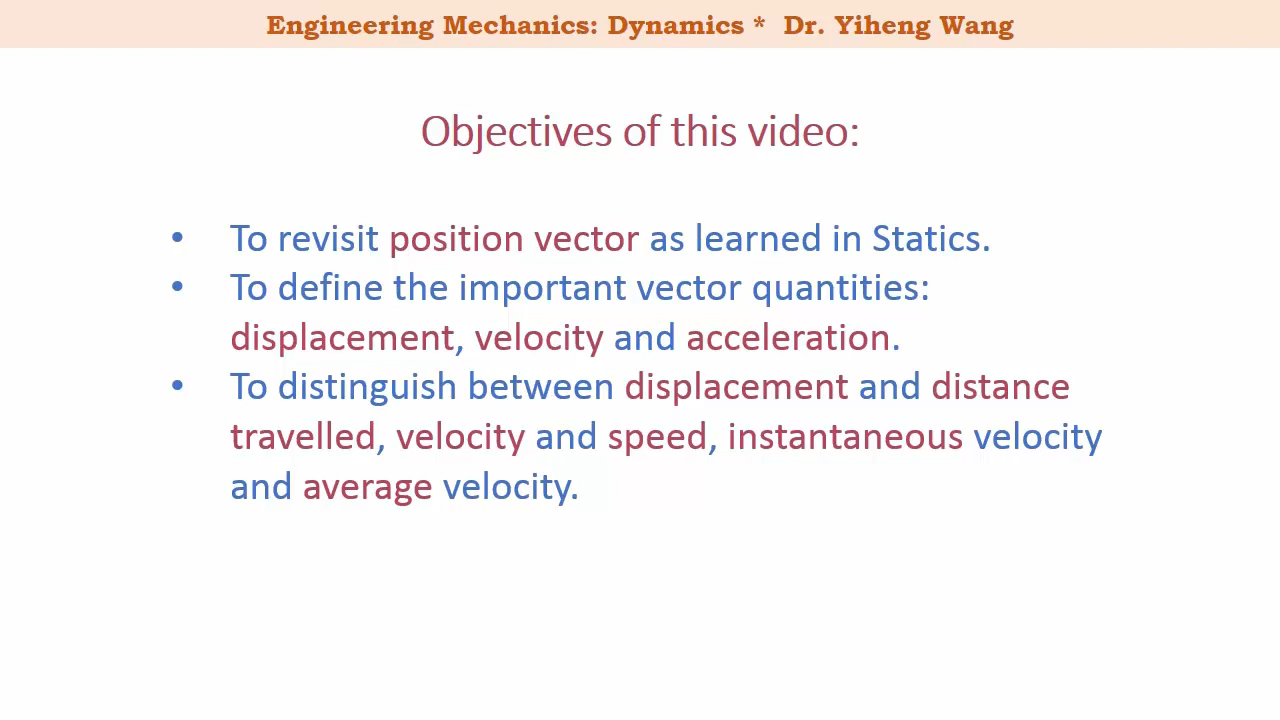 Engineering Mechanics: Dynamics * Dr. Yiheng Wang
Objectives of this video:
• To revisit position vector as learned in Statics.
• To define the important vector quantities:
displacement, velocity and acceleration.
• To distinguish between displacement and distance
travelled, velocity and speed, instantaneous velocity
and average velocity.